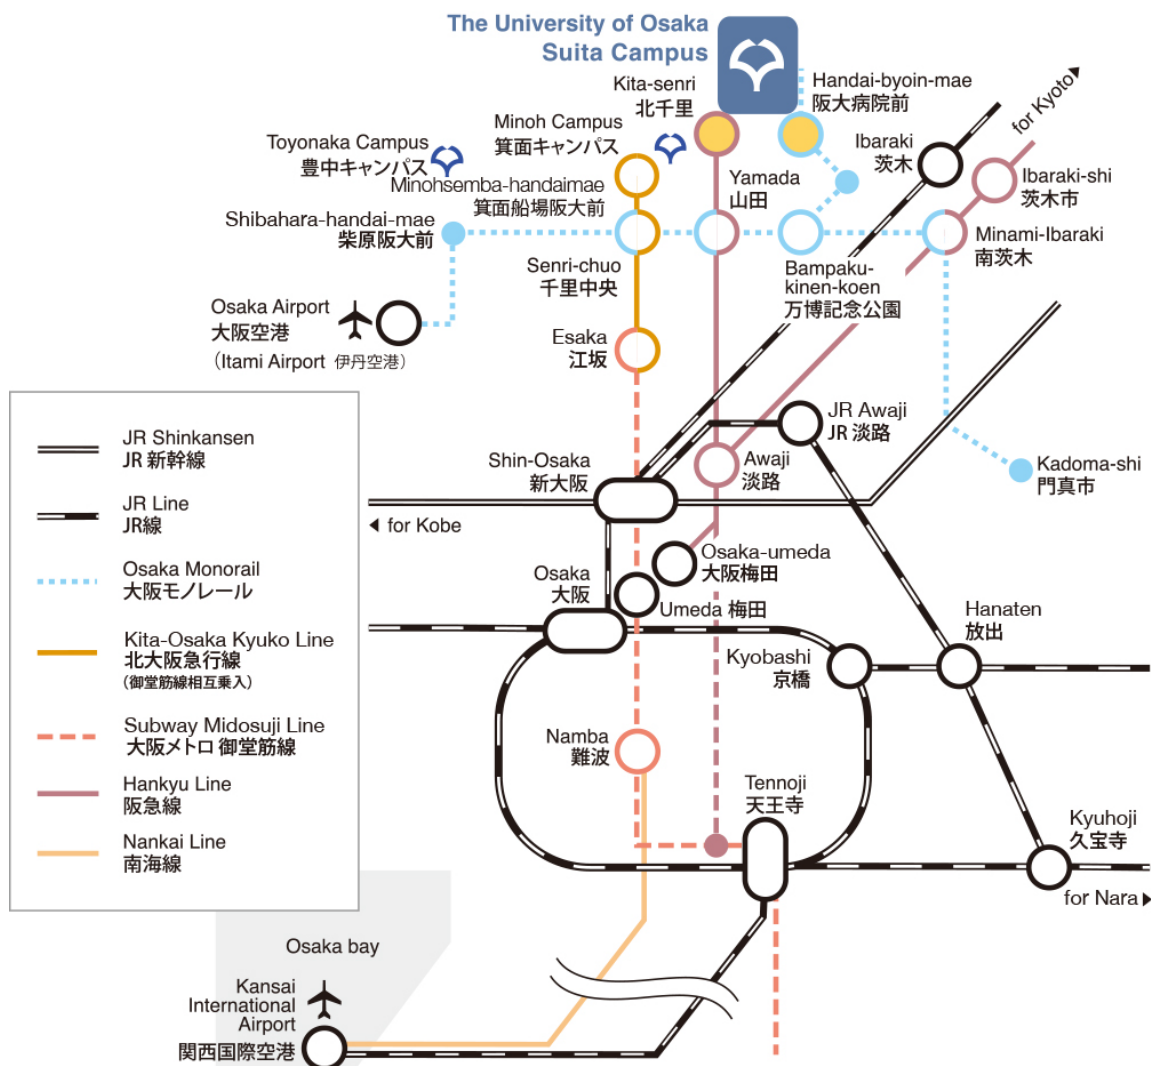 The University of Osaka
Suita Campus
Kita-senri
北千里
Handai-byoin-mae
阪大病院前
for Kyoto
Toyonaka Campus
豊中キャンパス
Minoh Campus
箕面キャンパス
Ibaraki
茨木
Ibaraki-shi
茨木市
Minohsemba-handaimae
箕面船場阪大前
Yamada
山田
Shibahara-handai-mae
柴原阪大前
Minami-Ibaraki
南茨木
Senri-chuo
千里中央
Bampaku-
kinen-koen
万博記念公園
Osaka Airport
大阪空港
(Itami Airport 伊丹空港)
Esaka
江坂
JR Awaji
JR 淡路
Shin-Osaka
新大阪
Awaji
淡路
Kadoma-shi
門真市
for Kobe
Osaka-umeda
大阪梅田
Osaka
大阪
Umeda 梅田
Hanaten
放出
Kyobashi
京橋
Namba
難波
Tennoji
天王寺
Kyuhoji
久宝寺
for Nara
JR Shinkansen
JR 新幹線
JR Line
JR線
Osaka Monorail
大阪モノレール
Kita-Osaka Kyuko Line
北大阪急行線
(御堂筋線相互乗入)
Subway Midosuji Line
大阪メトロ 御堂筋線
Hankyu Line
阪急線
Nankai Line
南海線
Osaka bay
Kansai
International
Airport
関西国際空港